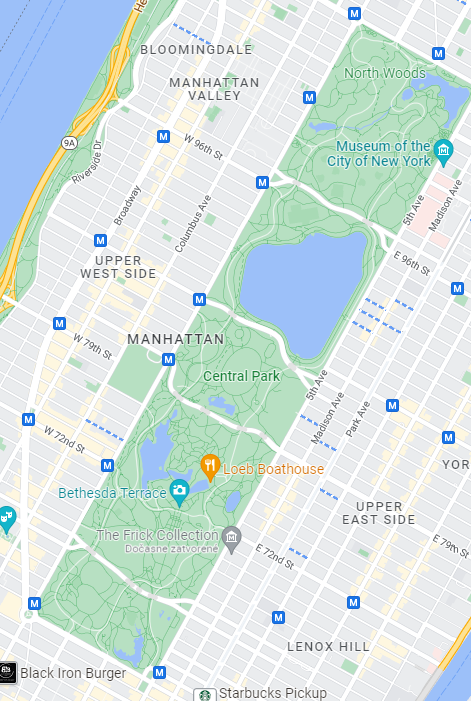 He
BLOOMINGDALE
M
M
North Woods
MANHATTAN
VALLEY
M
M
9A
W 96th St
Museum of the
City of New York
Riverside Dr
M
5th Ave
Madison Ave
Broadway
Columbus Ave
M
UPPER
WEST SIDE
E 96th St
M
M
M
MANHATTAN
W 79th St
M
Central Park
5th Ave
Madison Ave
Park Ave
M
M
W 72nd St
M
M
YOR
Loeb Boathouse
Bethesda Terrace
UPPER
EAST SIDE
The Frick Collection
Dočasne zatvorené
E 79th St
E 72nd St
M
M
M
LENOX HILL
M
Black Iron Burger
Starbucks Pickup